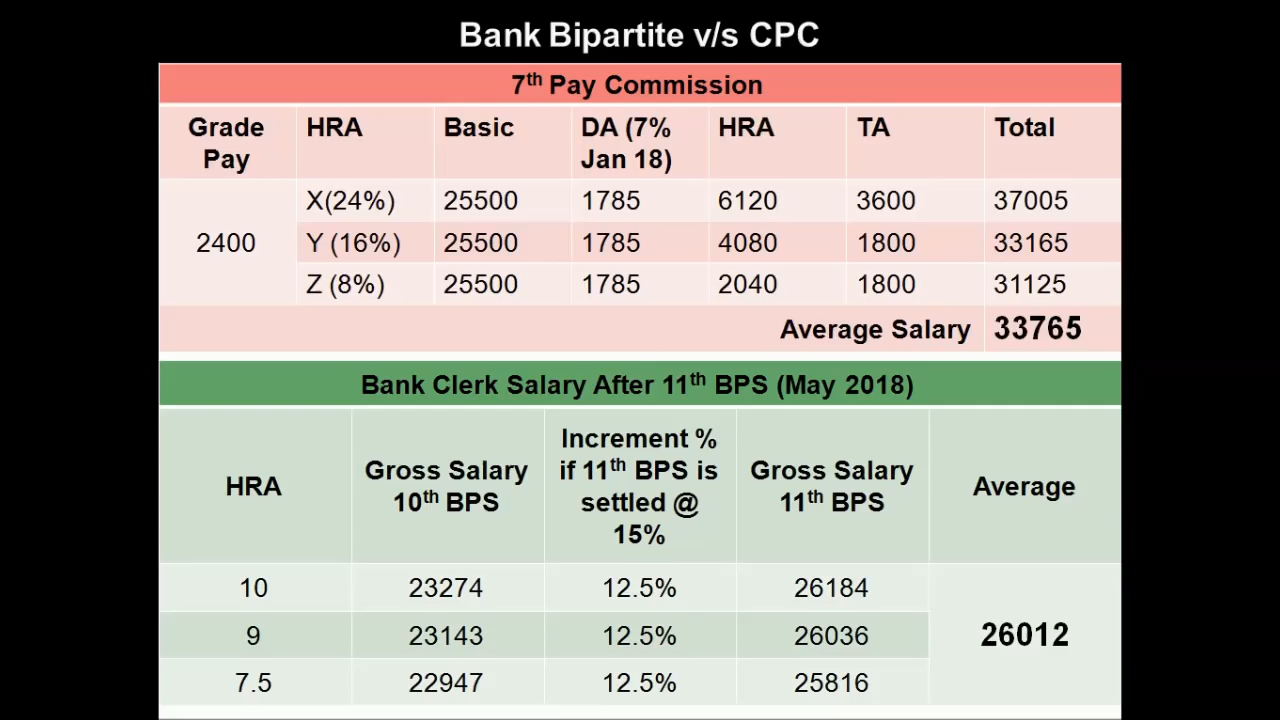 Bank Bipartite v/s CPC
7th Pay Commission
Grade Pay HRA Basic DA (7% Jan 18) HRA TA Total
2400
X(24%) 25500 1785 6120 3600 37005
Y (16%) 25500 1785 4080 1800 33165
Z (8%) 25500 1785 2040 1800 31125
Average Salary 33765
Bank Clerk Salary After 11th BPS (May 2018)
HRA Gross Salary 10th BPS Increment % if 11th BPS is settled @ 15% Gross Salary 11th BPS Average
10 23274 12.5% 26184
9 23143 12.5% 26036 26012
7.5 22947 12.5% 25816